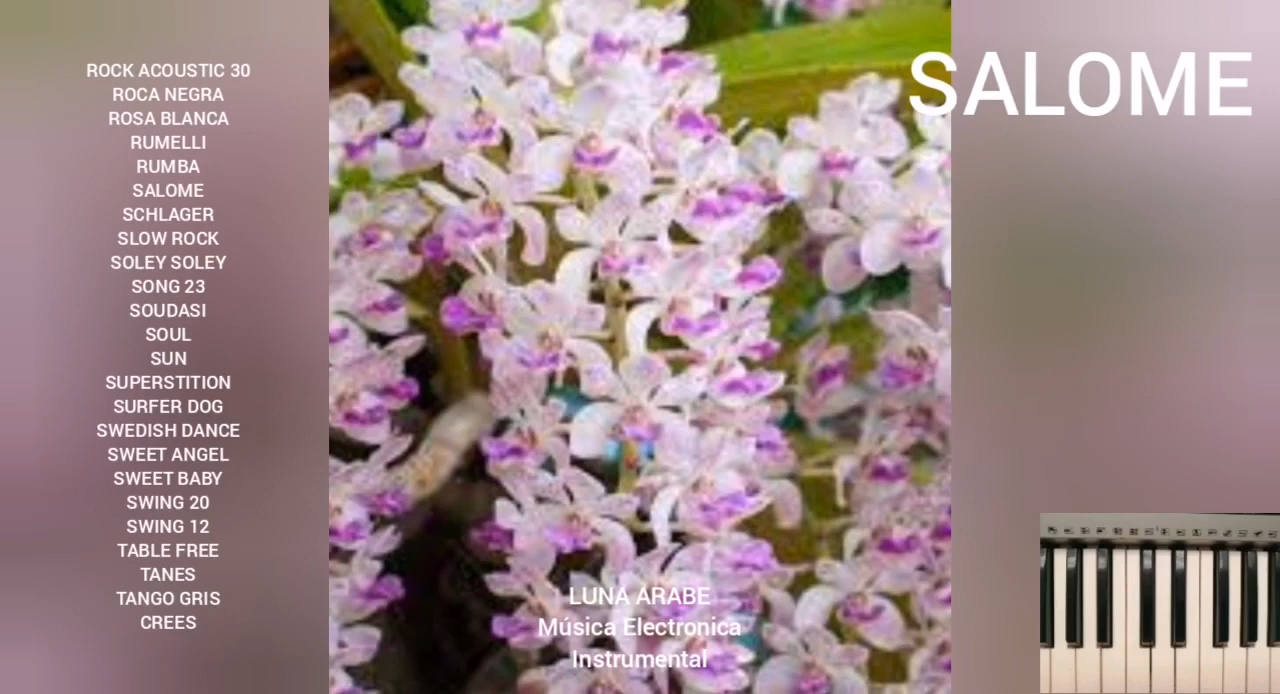 ROCK ACOUSTIC 30
ROCA NEGRA
ROSA BLANCA
RUMELLI
RUMBA
SALOME
SCHLAGER
SLOW ROCK
SOLEY SOLEY
SONG 23
SOUDASI
SOUL
SUN
SUPERSTITION
SURFER DOG
SWEDISH DANCE
SWEET ANGEL
SWEET BABY
SWING 20
SWING 12
TABLE FREE
TANES
TANGO GRIS
CREES
SALOME
LUNA ARABE
Música Electronica
Instrumental